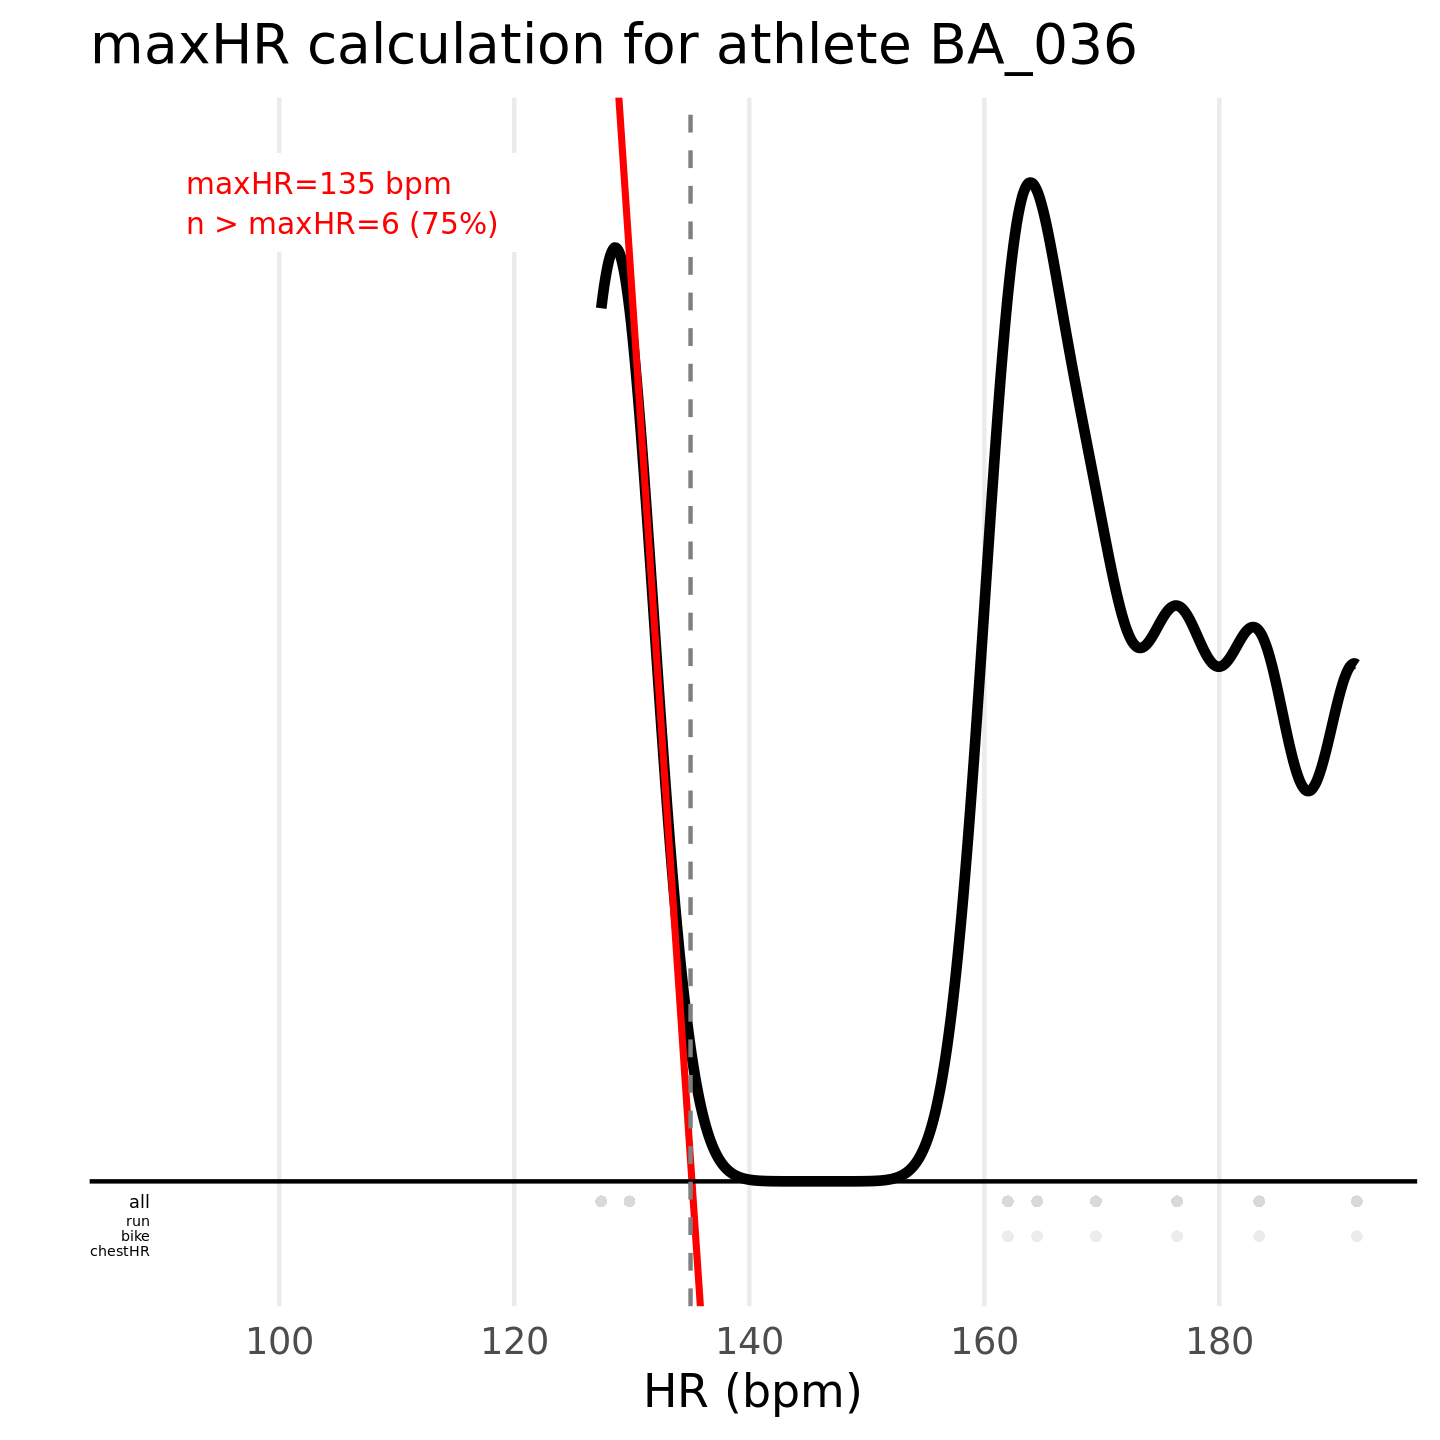 maxHR calculation for athlete BA_036
maxHR=135 bpm
n > maxHR=6 (75%)
all
run
bike
chestHR
100 120 140 160 180
HR (bpm)